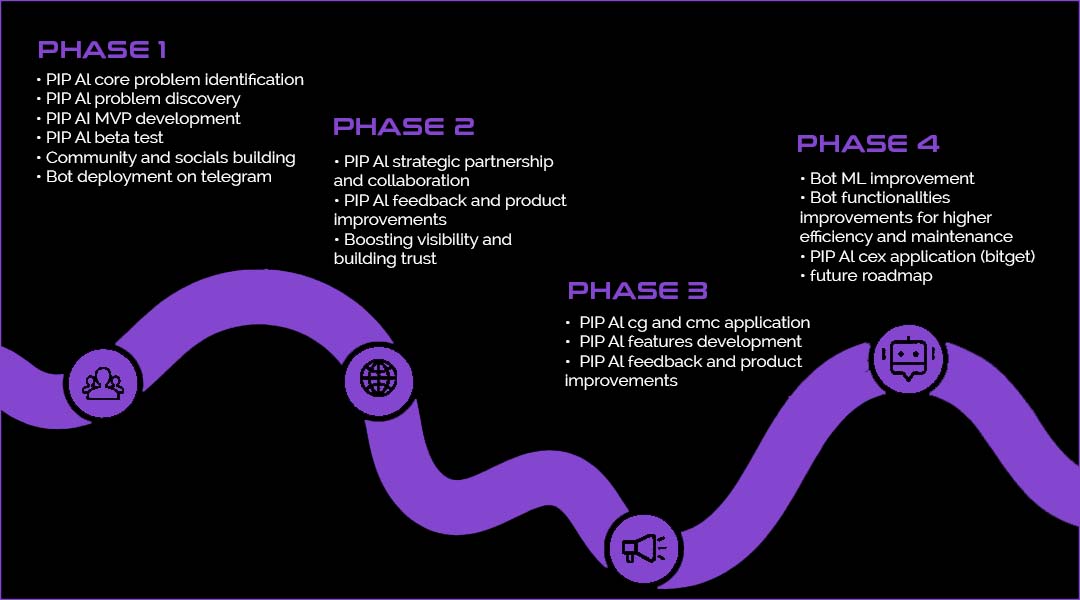 PHASE 1
• PIP AI core problem identification
• PIP AI problem discovery
• PIP AI MVP development
• PIP AI beta test
• Community and socials building
• Bot deployment on telegram
PHASE 2
• PIP AI strategic partnership
and collaboration
• PIP AI feedback and product
improvements
• Boosting visibility and
building trust
PHASE 3
• PIP AI cg and cmc application
• PIP AI features development
• PIP AI feedback and product
improvements
PHASE 4
• Bot ML improvement
• Bot functionalities
improvements for higher
efficiency and maintenance
• PIP AI cex application (bitget)
• future roadmap